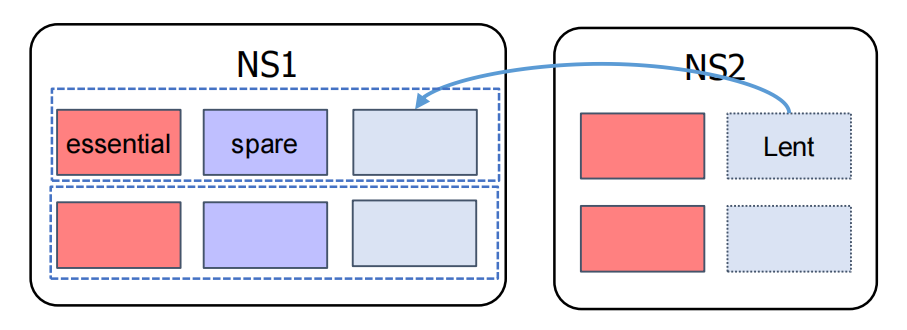 NS1
NS2
essential
spare
Lent